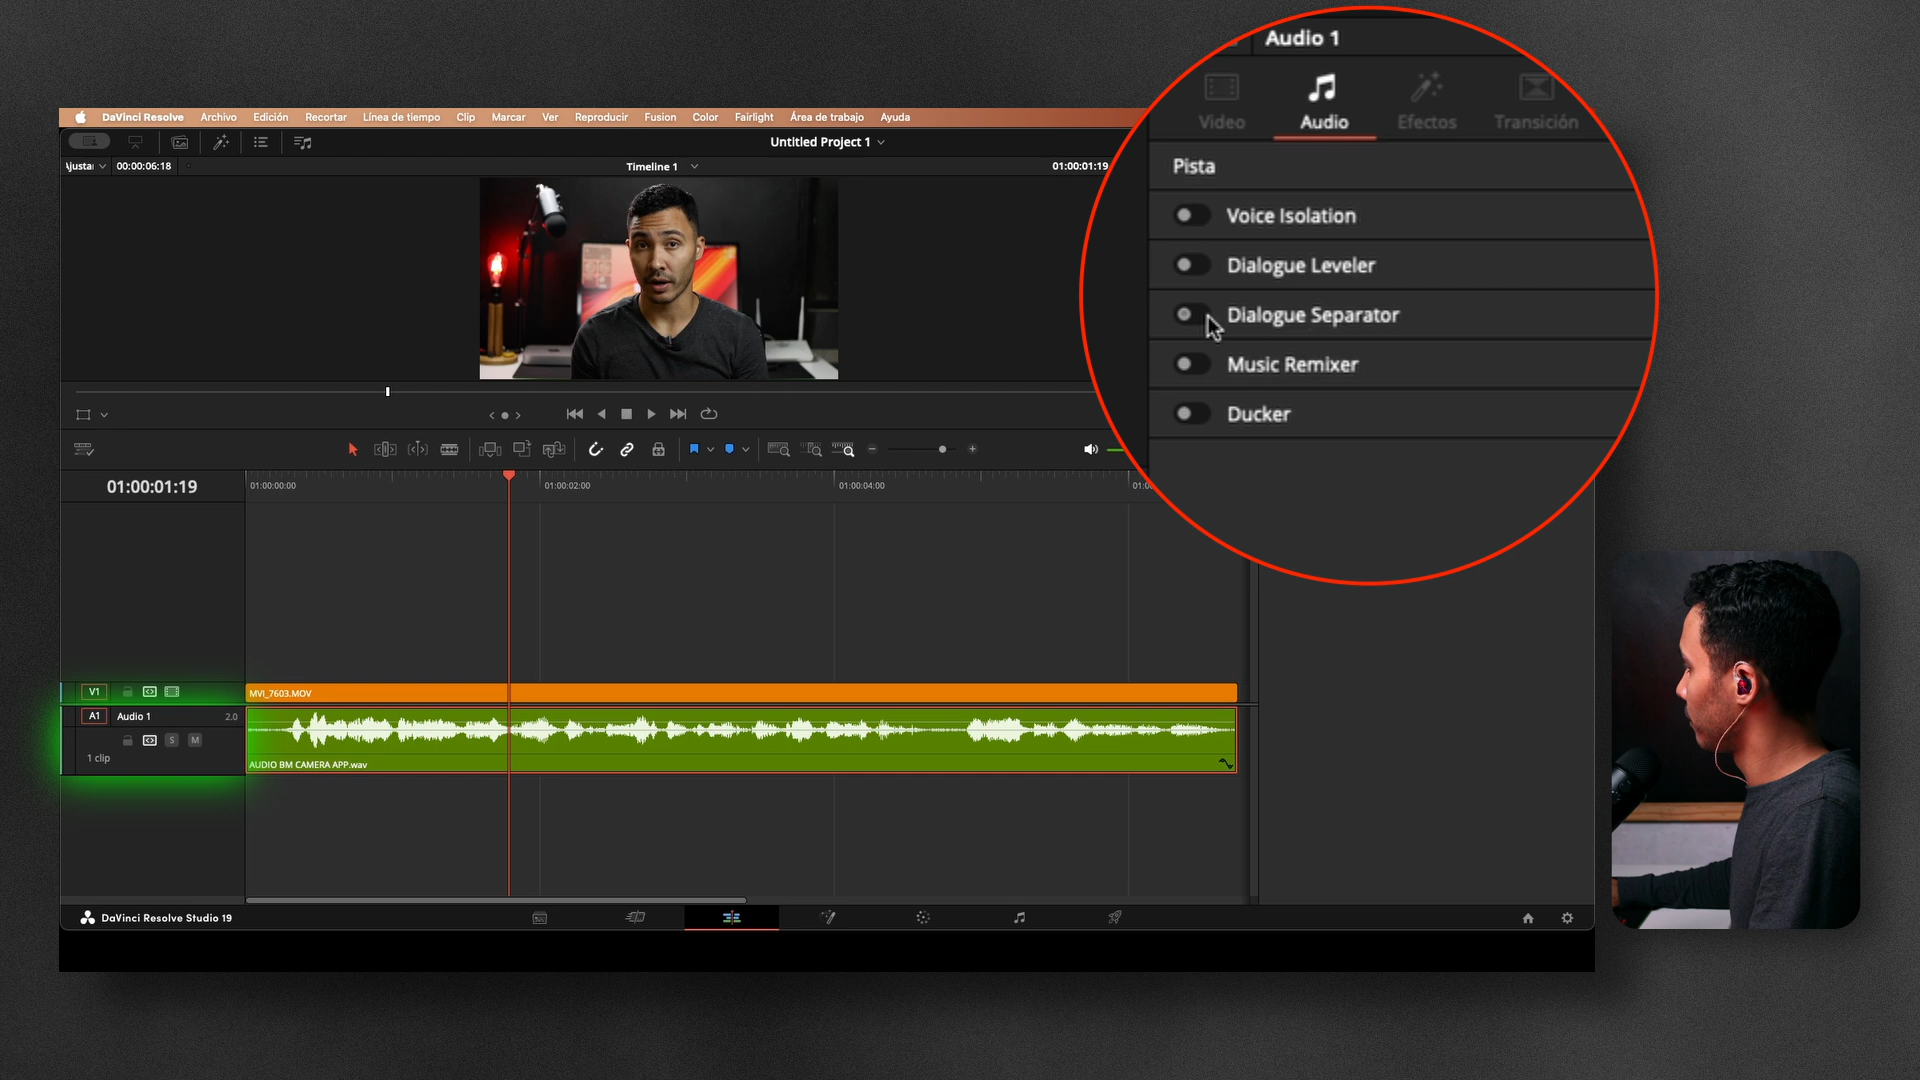 Audio 1
Video
Audio
Efectos
Transición
Pista
Voice Isolation
Dialogue Leveler
Dialogue Separator
Music Remixer
Ducker
DaVinci Resolve Archivo Edición Recortar Línea de tiempo Clip Marcar Ver Reproducir Fusion Color Fairlight Área de trabajo Ayuda
Untitled Project 1
00:00:06:18
Timeline 1
01:00:01:19
01:00:01:19
01:00:00:00
01:00:02:00
01:00:04:00
V1
MVI_7603.MOV
A1
Audio 1
2.0
S
M
1 clip
AUDIO BM CAMERA APP.wav
DaVinci Resolve Studio 19